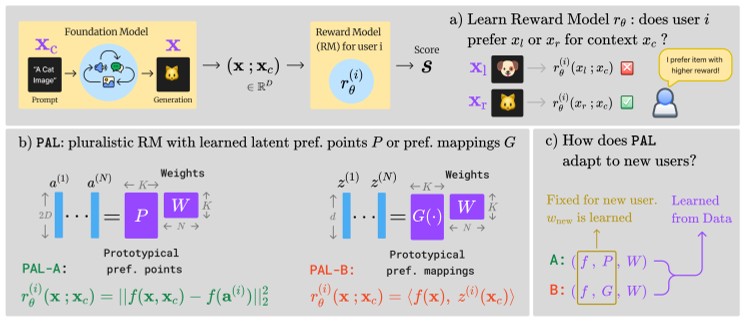 Foundation Model
x_c
x
"A Cat Image"
Prompt
Generation
(x ; x_c)
∈ ℝ^D
Reward Model
(RM) for user i
r_θ^(i)
Score
s
a) Learn Reward Model r_θ : does user i
prefer x_l or x_r for context x_c ?
x_l
r_θ^(i)(x_l ; x_c)
x_r
r_θ^(i)(x_r ; x_c)
I prefer item with
higher reward!
b) PAL: pluralistic RM with learned latent pref. points P or pref. mappings G
a^(1) a^(N)
2D
· · ·
=
← K →
P
Weights
W
K
← N →
Prototypical
pref. points
PAL-A:
r_θ^(i)(x ; x_c) = ||f(x, x_c) − f(a^(i))||_2^2
z^(1) z^(N)
d
· · ·
=
← K →
G(·)
Weights
W
K
← N →
Prototypical
pref. mappings
PAL-B:
r_θ^(i)(x ; x_c) = ⟨f(x), z^(i)(x_c)⟩
c) How does PAL
adapt to new users?
Fixed for new user.
w_new is learned
Learned
from Data
A: (f , P , W)
B: (f , G , W)